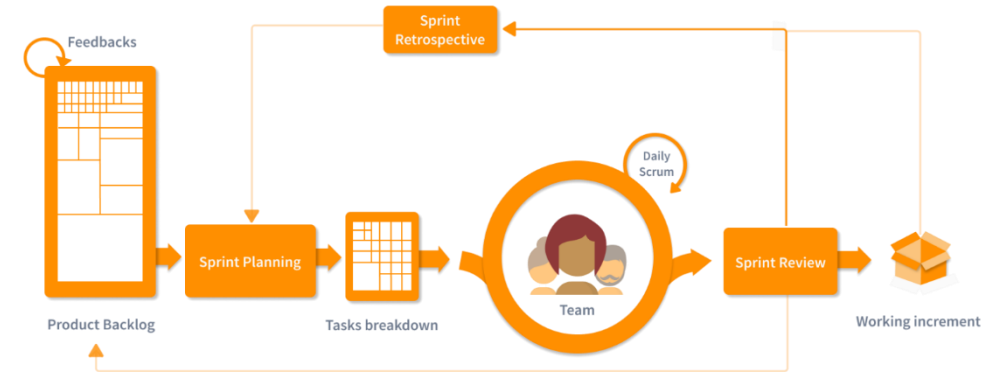 Sprint
Retrospective
Feedbacks
Daily
Scrum
Sprint Planning
Sprint Review
Team
Product Backlog
Tasks breakdown
Working increment